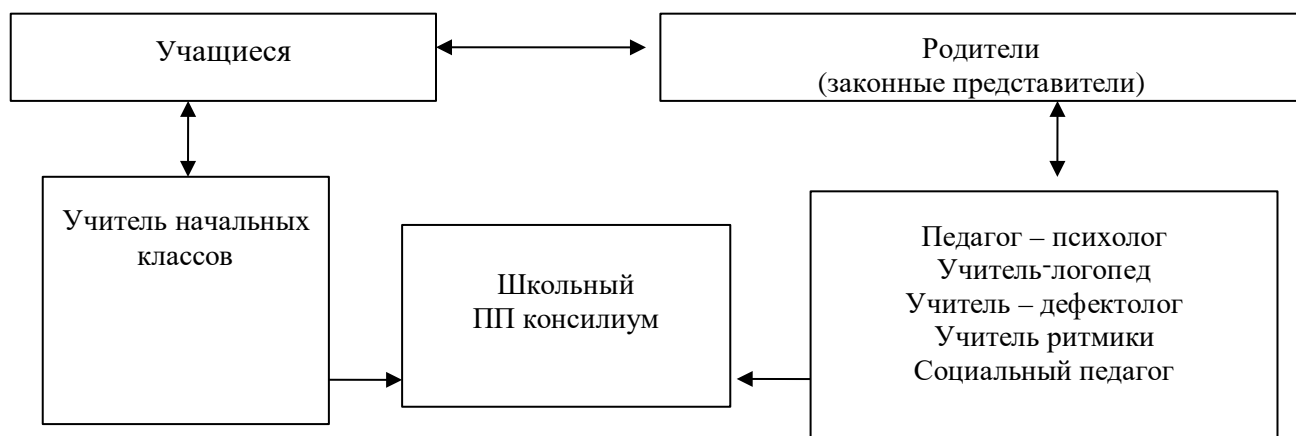 Учащиеся
Родители
(законные представители)
Учитель начальных
классов
Школьный
ПП консилиум
Педагог – психолог
Учитель-логопед
Учитель – дефектолог
Учитель ритмики
Социальный педагог